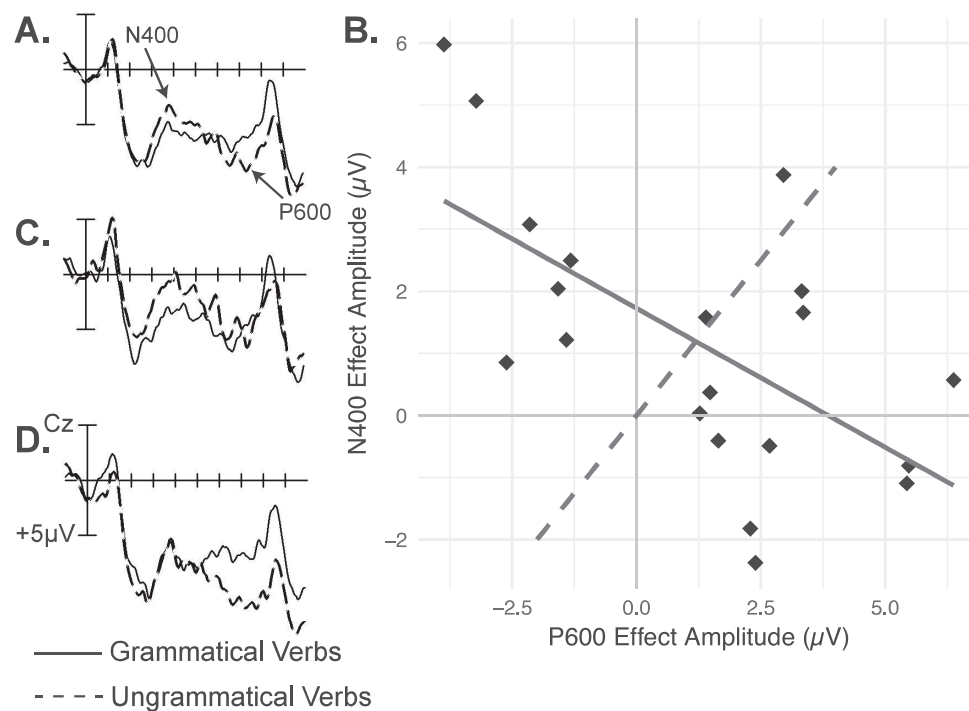 A.
N400
P600
C.
D.
Cz
+5µV
Grammatical Verbs
Ungrammatical Verbs
B.
N400 Effect Amplitude (µV)
6
4
2
0
−2
−2.5
0.0
2.5
5.0
P600 Effect Amplitude (µV)